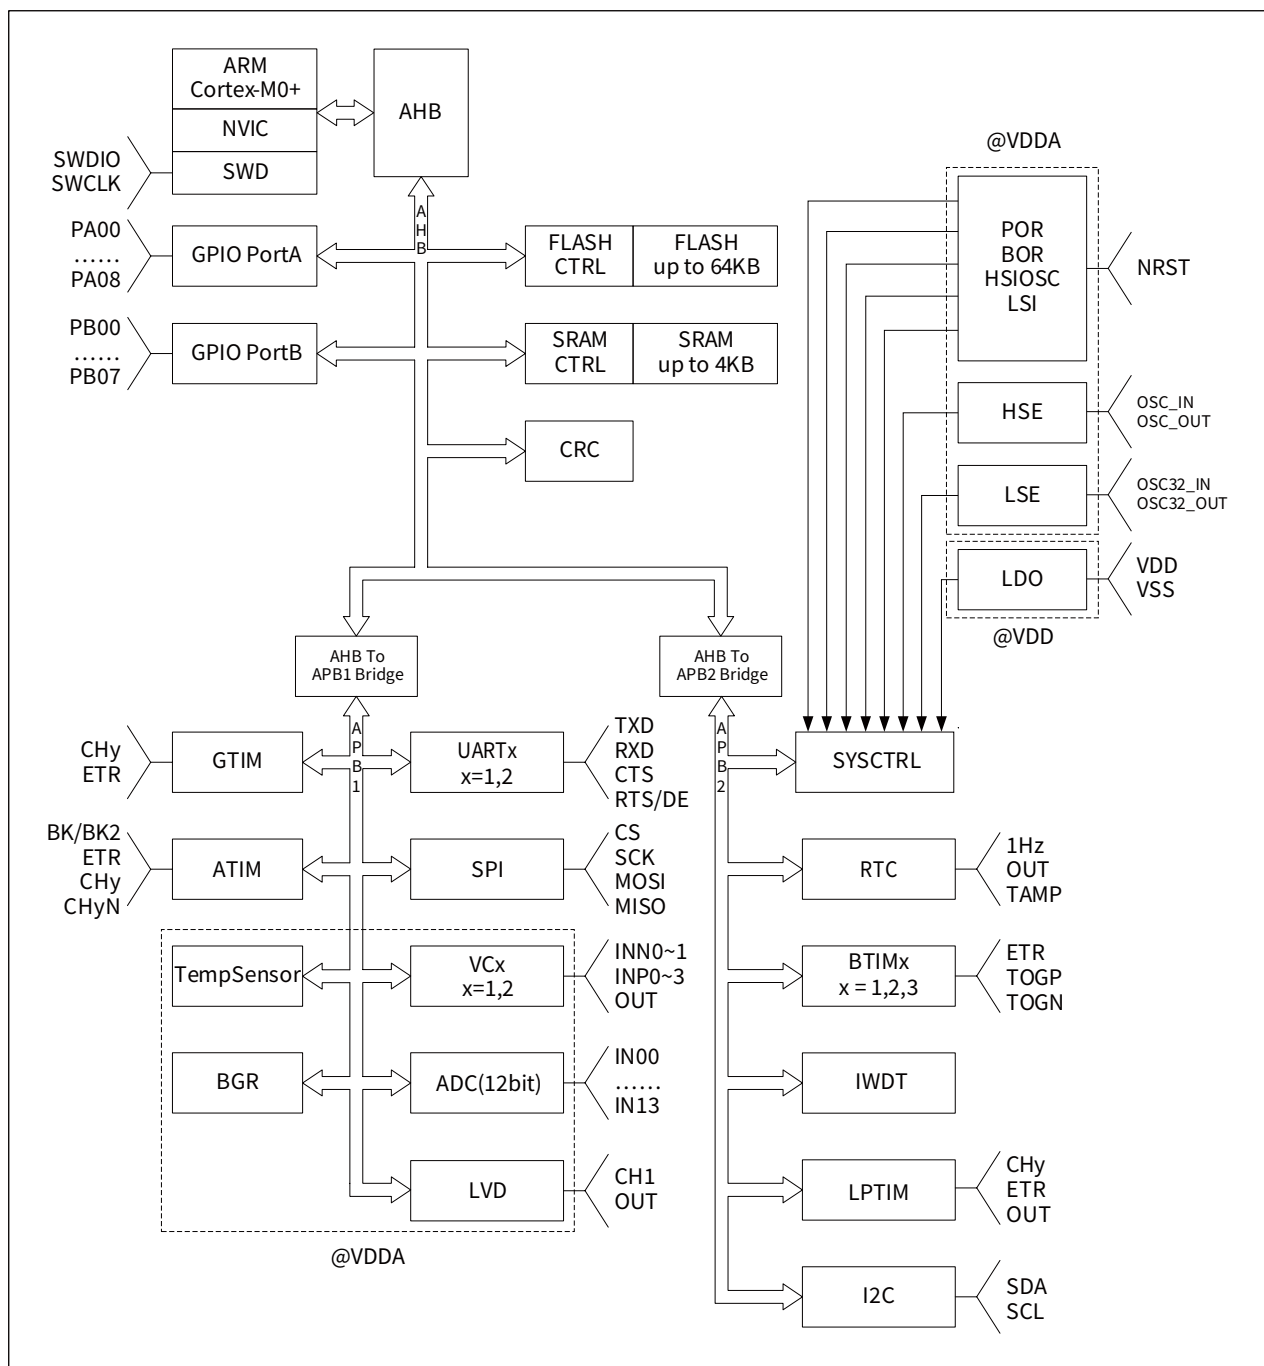 ARM
Cortex-M0+
NVIC
SWD
AHB
SWDIO
SWCLK
AHB
PA00
......
PA08
GPIO PortA
FLASH
CTRL
FLASH
up to 64KB
PB00
......
PB07
GPIO PortB
SRAM
CTRL
SRAM
up to 4KB
CRC
@VDDA
POR
BOR
HSIOSC
LSI
NRST
HSE
OSC_IN
OSC_OUT
LSE
OSC32_IN
OSC32_OUT
LDO
VDD
VSS
@VDD
AHB To
APB1 Bridge
AHB To
APB2 Bridge
APB1
APB2
CHy
ETR
GTIM
UARTx
x=1,2
TXD
RXD
CTS
RTS/DE
SYSCTRL
BK/BK2
ETR
CHy
CHyN
ATIM
SPI
CS
SCK
MOSI
MISO
RTC
1Hz
OUT
TAMP
TempSensor
VCx
x=1,2
INN0~1
INP0~3
OUT
BTIMx
x = 1,2,3
ETR
TOGP
TOGN
BGR
ADC(12bit)
IN00
......
IN13
IWDT
LVD
CH1
OUT
LPTIM
CHy
ETR
OUT
@VDDA
I2C
SDA
SCL